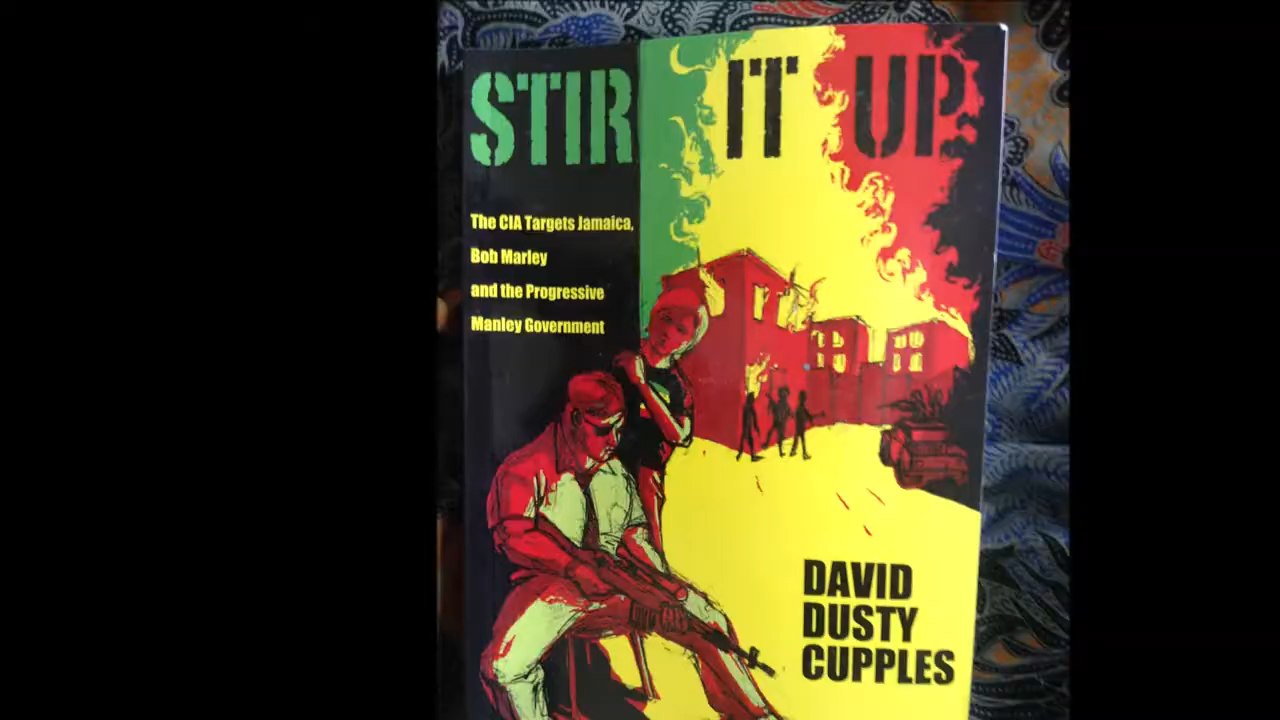 STIR IT UP
The CIA Targets Jamaica,
Bob Marley
and the Progressive
Manley Government
DAVID
DUSTY
CUPPLES